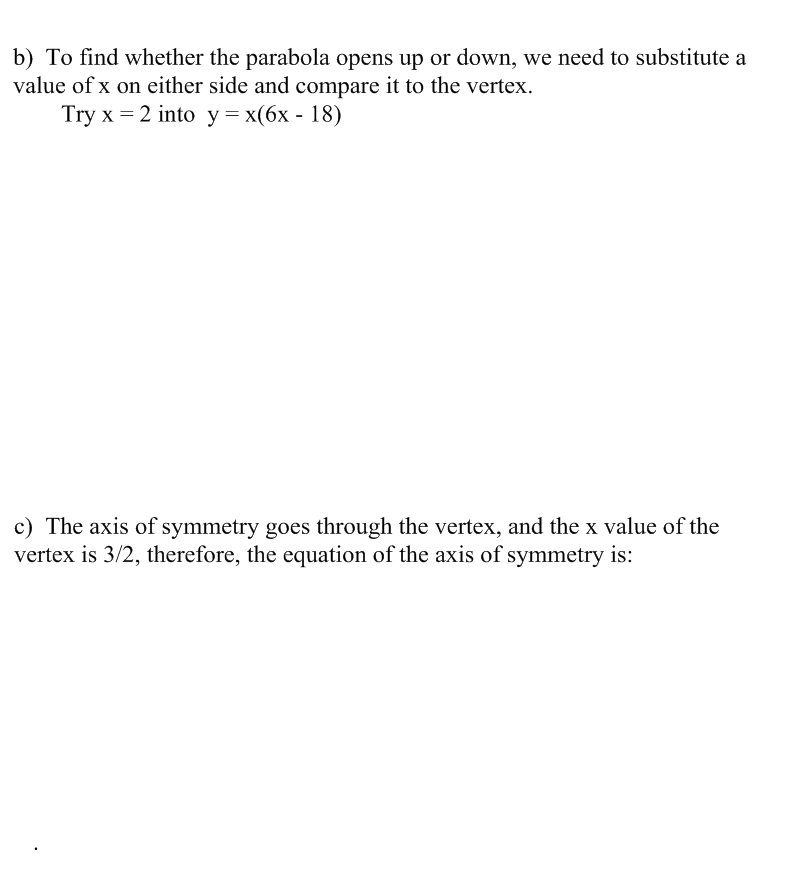 b)  To find whether the parabola opens up or down, we need to substitute a
value of x on either side and compare it to the vertex.
Try x = 2 into  y = x(6x - 18)
c)  The axis of symmetry goes through the vertex, and the x value of the
vertex is 3/2, therefore, the equation of the axis of symmetry is:
.